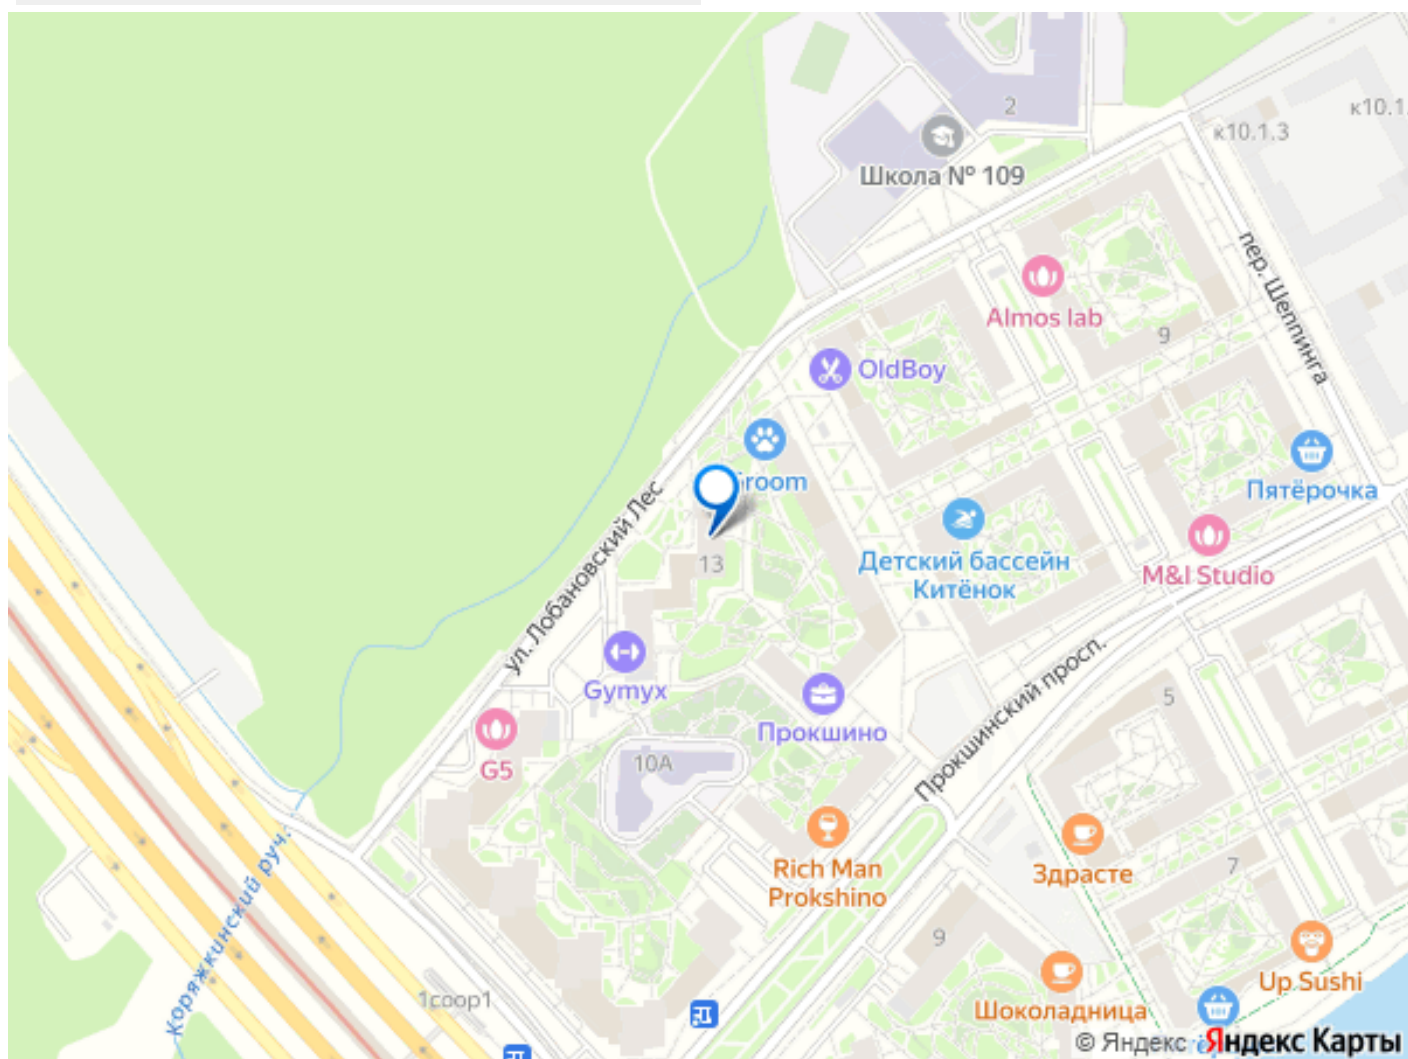 2
к10.1.3
к10.1.
Школа № 109
пер. Шеппинга
Almos lab
9
OldBoy
room
Пятёрочка
ул. Лобановский Лес
13
Детский бассейн
Китёнок
M&I Studio
Gymyx
Прокшино
Прокшинский просп.
5
G5
10А
Rich Man
Prokshino
Здрасте
7
Коряжкинский руч.
9
1соор1
Up Sushi
Шоколадница
© Яндекс Яндекс Карты